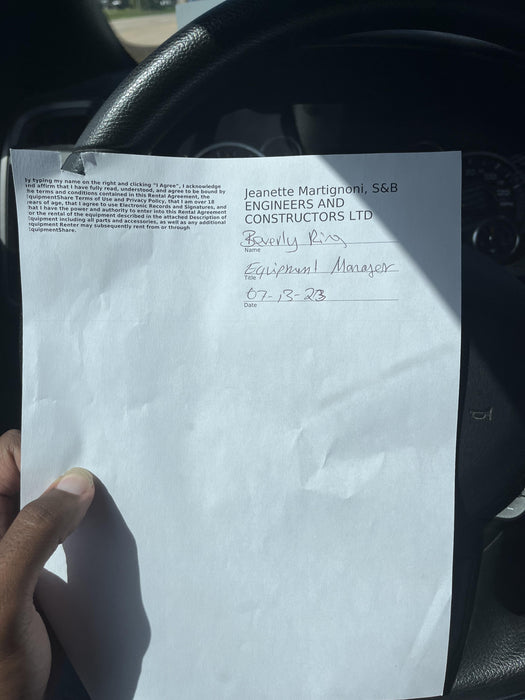 By typing my name on the right and clicking "I Agree", I acknowledge
and affirm that I have fully read, understood, and agree to be bound by
the terms and conditions contained in this Rental Agreement, the
EquipmentShare Terms of Use and Privacy Policy, that I am over 18
years of age, that I agree to use Electronic Records and Signatures, and
that I have the power and authority to enter into this Rental Agreement
for the rental of the equipment described in the attached Description of
Equipment including all parts and accessories, as well as any additional
equipment Renter may subsequently rent from or through
EquipmentShare.
Jeanette Martignoni, S&B
ENGINEERS AND
CONSTRUCTORS LTD
Beverly Ring
Name
Equipment Manager
Title
07-13-23
Date